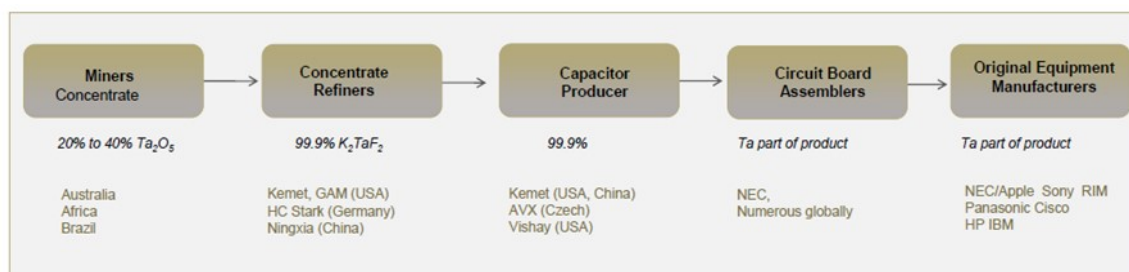 Miners
Concentrate
Concentrate
Refiners
Capacitor
Producer
Circuit Board
Assemblers
Original Equipment
Manufacturers
20% to 40% Ta₂O₅
99.9% K₂TaF₂
99.9%
Ta part of product
Ta part of product
Australia
Africa
Brazil
Kemet, GAM (USA)
HC Stark (Germany)
Ningxia (China)
Kemet (USA, China)
AVX (Czech)
Vishay (USA)
NEC,
Numerous globally
NEC/Apple Sony RIM
Panasonic Cisco
HP IBM